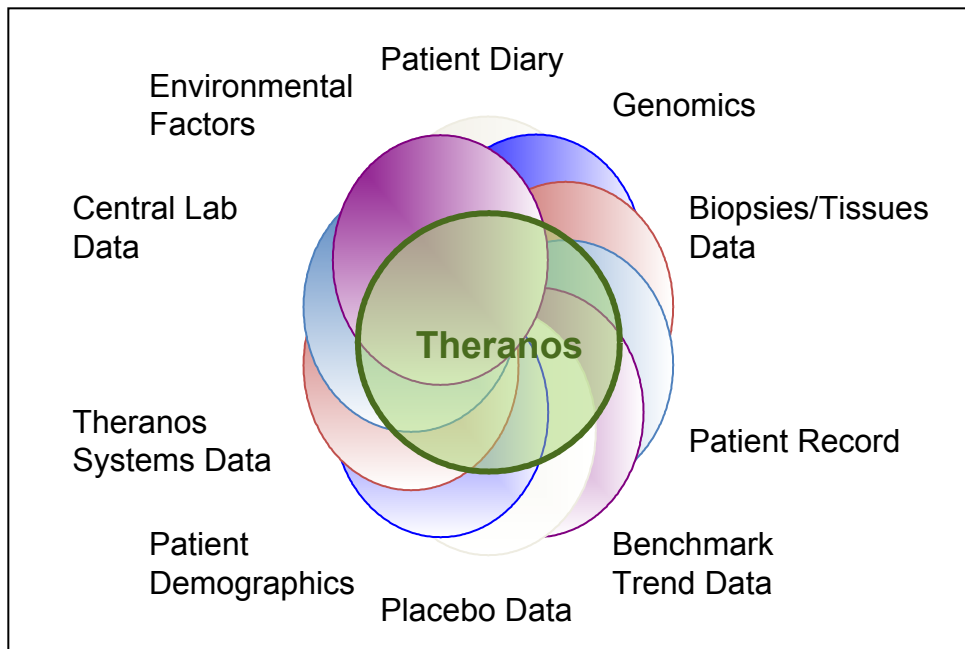 Patient Diary
Environmental
Factors
Genomics
Central Lab
Data
Biopsies/Tissues
Data
Theranos
Theranos
Systems Data
Patient Record
Patient
Demographics
Benchmark
Trend Data
Placebo Data